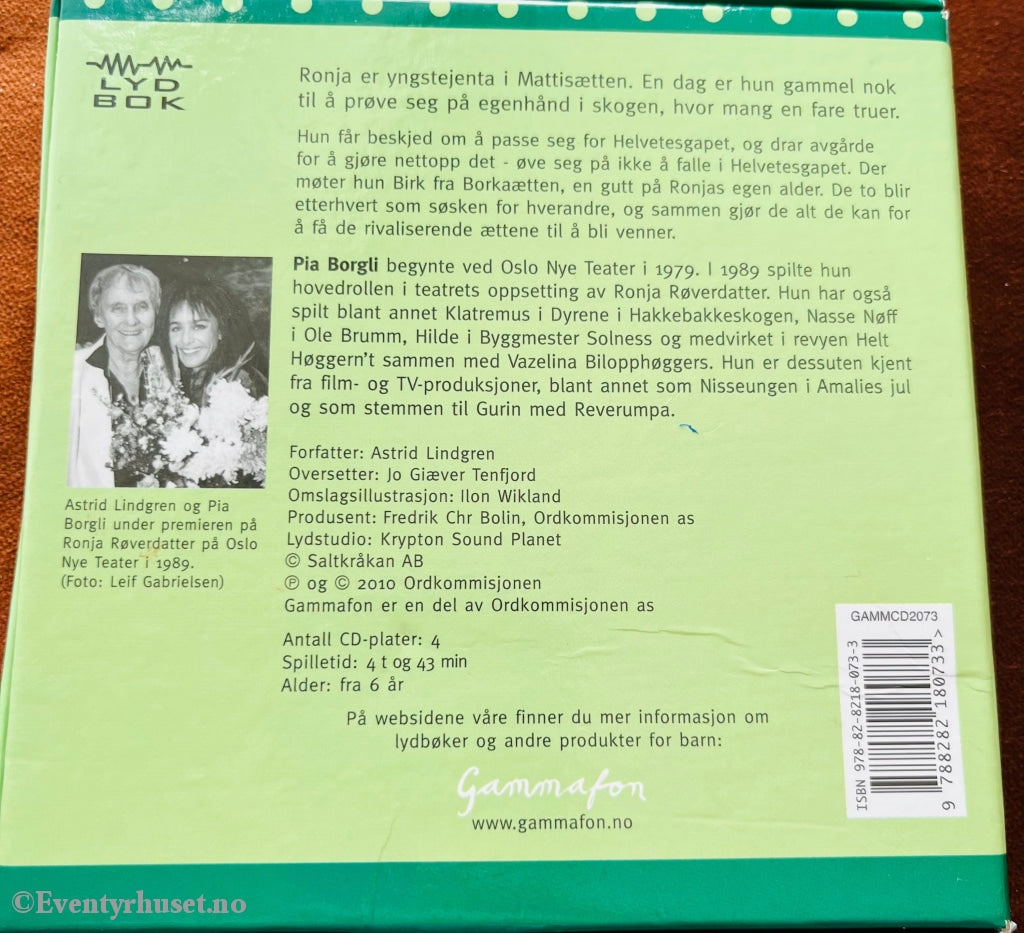 LYD
BOK
Ronja er yngstejenta i Mattisætten. En dag er hun gammel nok
til å prøve seg på egenhånd i skogen, hvor mang en fare truer.
Hun får beskjed om å passe seg for Helvetesgapet, og drar avgårde
for å gjøre nettopp det - øve seg på ikke å falle i Helvetesgapet. Der
møter hun Birk fra Borkaætten, en gutt på Ronjas egen alder. De to blir
etterhvert som søsken for hverandre, og sammen gjør de alt de kan for
å få de rivaliserende ættene til å bli venner.
Pia Borgli begynte ved Oslo Nye Teater i 1979. I 1989 spilte hun
hovedrollen i teatrets oppsetting av Ronja Røverdatter. Hun har også
spilt blant annet Klatremus i Dyrene i Hakkebakkeskogen, Nasse Nøff
i Ole Brumm, Hilde i Byggmester Solness og medvirket i revyen Helt
Høggern't sammen med Vazelina Bilopphøggers. Hun er dessuten kjent
fra film- og TV-produksjoner, blant annet som Nisseungen i Amalies jul
og som stemmen til Gurin med Reverumpa.
Astrid Lindgren og Pia
Borgli under premieren på
Ronja Røverdatter på Oslo
Nye Teater i 1989.
(Foto: Leif Gabrielsen)
Forfatter: Astrid Lindgren
Oversetter: Jo Giæver Tenfjord
Omslagsillustrasjon: Ilon Wikland
Produsent: Fredrik Chr Bolin, Ordkommisjonen as
Lydstudio: Krypton Sound Planet
© Saltkråkan AB
℗ og © 2010 Ordkommisjonen
Gammafon er en del av Ordkommisjonen as
Antall CD-plater: 4
Spilletid: 4 t og 43 min
Alder: fra 6 år
På websidene våre finner du mer informasjon om
lydbøker og andre produkter for barn:
Gammafon
www.gammafon.no
GAMMCD2073
ISBN 978-82-8218-073-3
9 788282 180733>
©Eventyrhuset.no